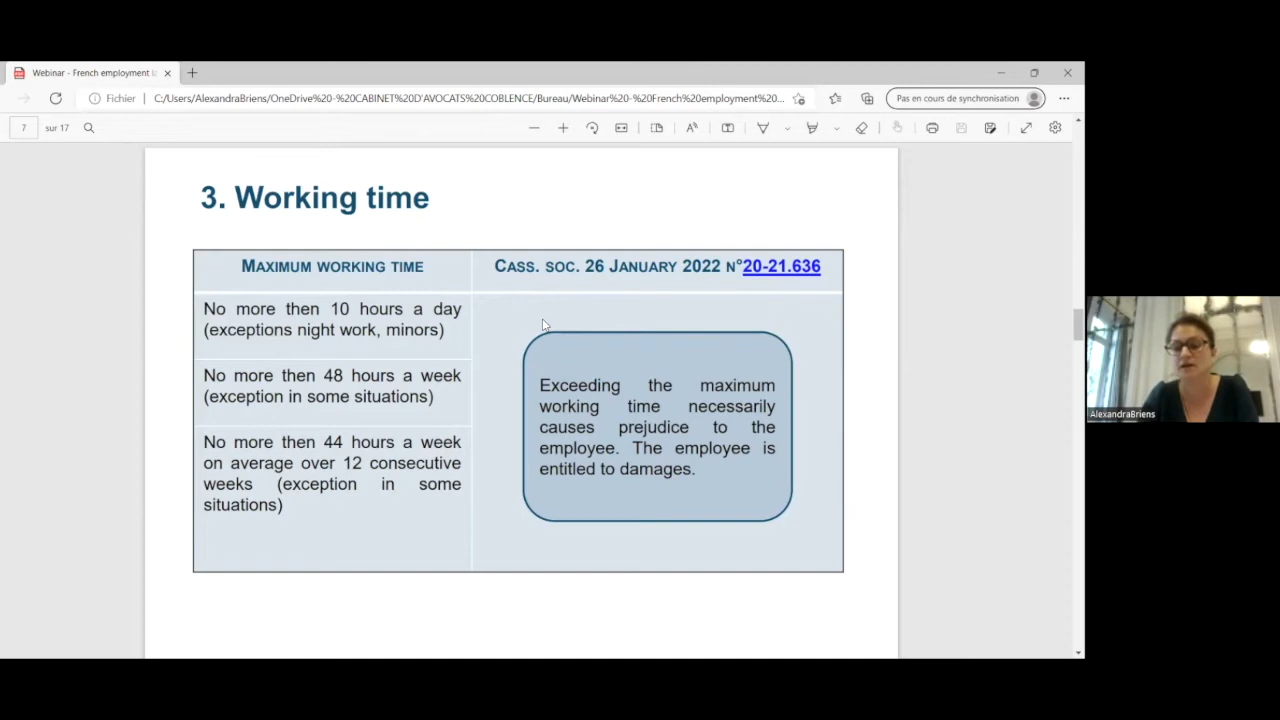 Webinar - French employment l
Fichier
C:/Users/AlexandraBriens/OneDrive%20-%20CABINET%20D'AVOCATS%20COBLENCE/Bureau/Webinar%20-%20French%20employment%20...
Pas en cours de synchronisation
7
sur 17
3. Working time
MAXIMUM WORKING TIME
No more then 10 hours a day
(exceptions night work, minors)
No more then 48 hours a week
(exception in some situations)
No more then 44 hours a week
on average over 12 consecutive
weeks (exception in some
situations)
CASS. SOC. 26 JANUARY 2022 N°20-21.636
Exceeding the maximum
working time necessarily
causes prejudice to the
employee. The employee is
entitled to damages.
AlexandraBriens